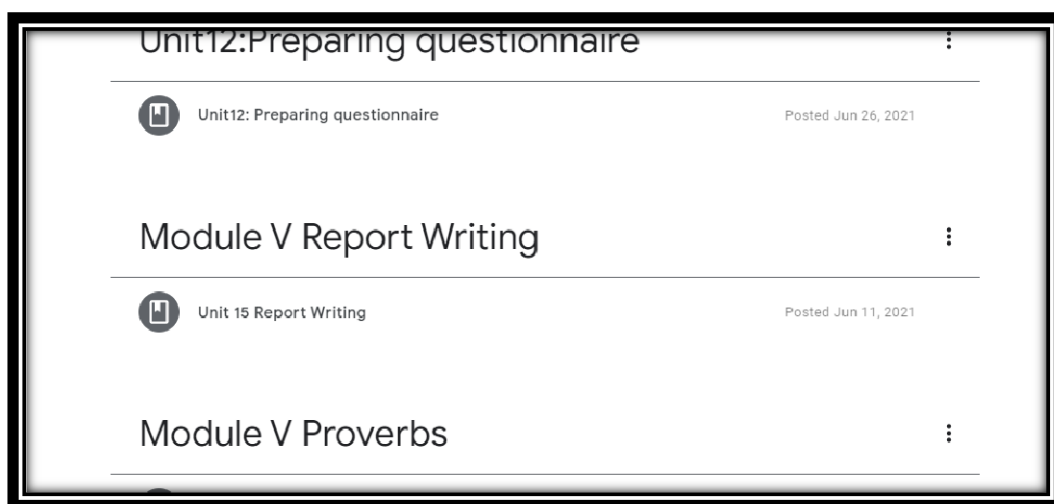 Unit12:Preparing questionnaire
Unit12: Preparing questionnaire Posted Jun 26, 2021
Module V Report Writing
Unit 15 Report Writing Posted Jun 11, 2021
Module V Proverbs